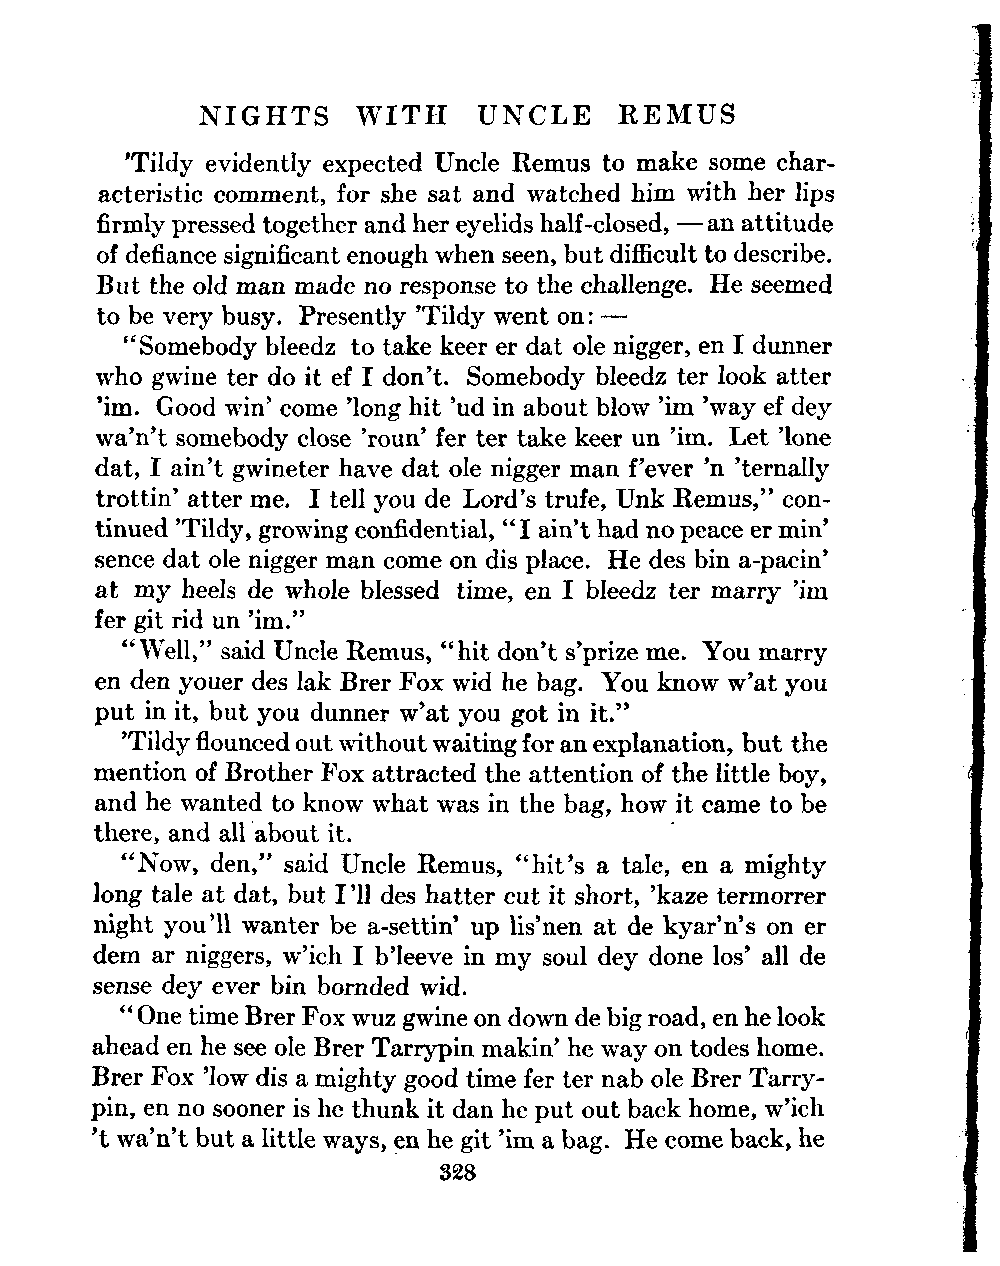 NIGHTS WITH UNCLE REMUS
'Tildy evidently expected Uncle Remus to make some char-
acteristic comment, for she sat and watched him with her lips
firmly pressed together and her eyelids half-closed, — an attitude
of defiance significant enough when seen, but difficult to describe.
But the old man made no response to the challenge. He seemed
to be very busy. Presently 'Tildy went on: —
"Somebody bleedz to take keer er dat ole nigger, en I dunner
who gwine ter do it ef I don't. Somebody bleedz ter look atter
'im. Good win' come 'long hit 'ud in about blow 'im 'way ef dey
wa'n't somebody close 'roun' fer ter take keer un 'im. Let 'lone
dat, I ain't gwineter have dat ole nigger man f'ever 'n 'ternally
trottin' atter me. I tell you de Lord's trufe, Unk Remus," con-
tinued 'Tildy, growing confidential, "I ain't had no peace er min'
sence dat ole nigger man come on dis place. He des bin a-pacin'
at my heels de whole blessed time, en I bleedz ter marry 'im
fer git rid un 'im."
"Well," said Uncle Remus, "hit don't s'prize me. You marry
en den youer des lak Brer Fox wid he bag. You know w'at you
put in it, but you dunner w'at you got in it."
'Tildy flounced out without waiting for an explanation, but the
mention of Brother Fox attracted the attention of the little boy,
and he wanted to know what was in the bag, how it came to be
there, and all about it.
"Now, den," said Uncle Remus, "hit's a tale, en a mighty
long tale at dat, but I'll des hatter cut it short, 'kaze termorrer
night you'll wanter be a-settin' up lis'nen at de kyar'n's on er
dem ar niggers, w'ich I b'leeve in my soul dey done los' all de
sense dey ever bin bornded wid.
"One time Brer Fox wuz gwine on down de big road, en he look
ahead en he see ole Brer Tarrypin makin' he way on todes home.
Brer Fox 'low dis a mighty good time fer ter nab ole Brer Tarry-
pin, en no sooner is he thunk it dan he put out back home, w'ich
't wa'n't but a little ways, en he git 'im a bag. He come back, he
328